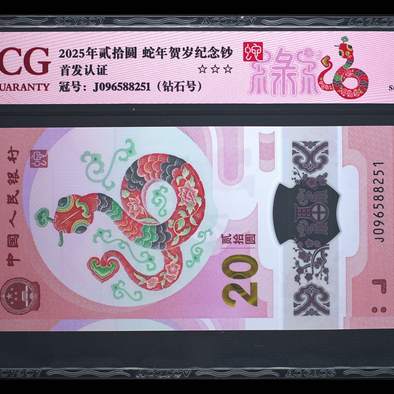 CG
UARANTY
2025年贰拾圆 蛇年贺岁纪念钞
首发认证 ☆☆☆
冠号：J096588251（钻石号）
中国人民银行
贰拾圆
20
J096588251